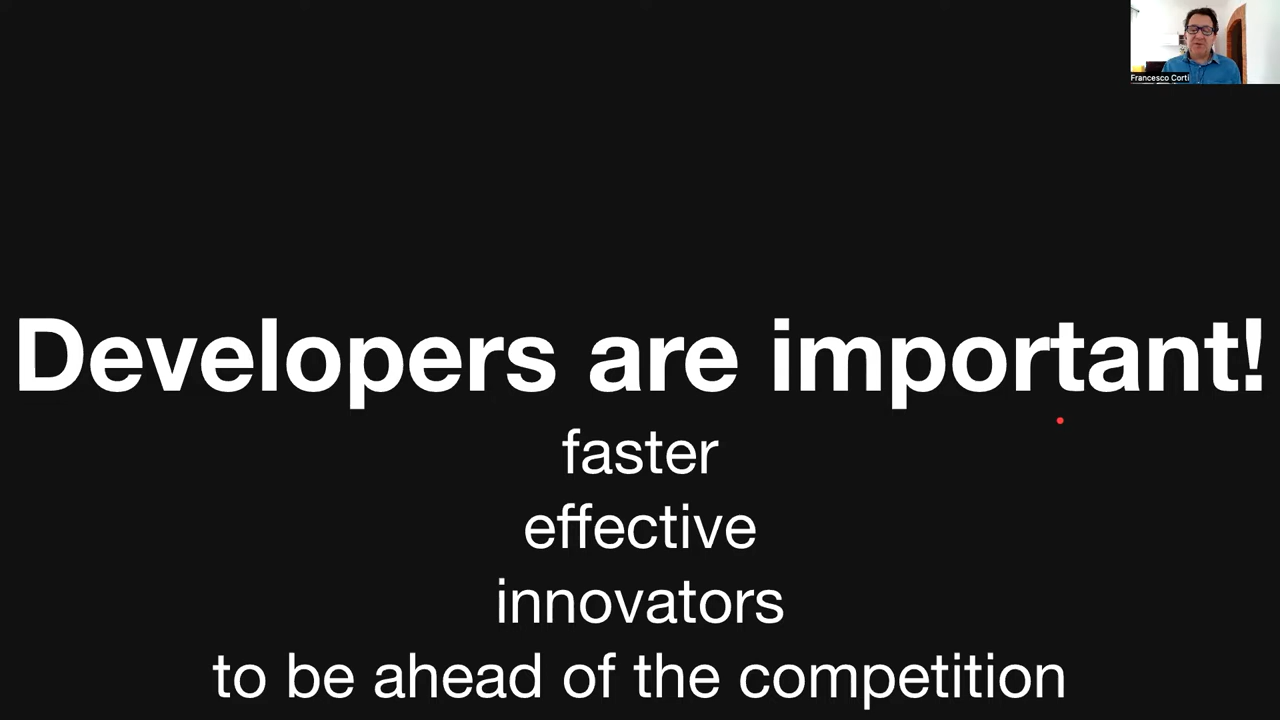 Francesco Corti
Developers are important!
faster
effective
innovators
to be ahead of the competition